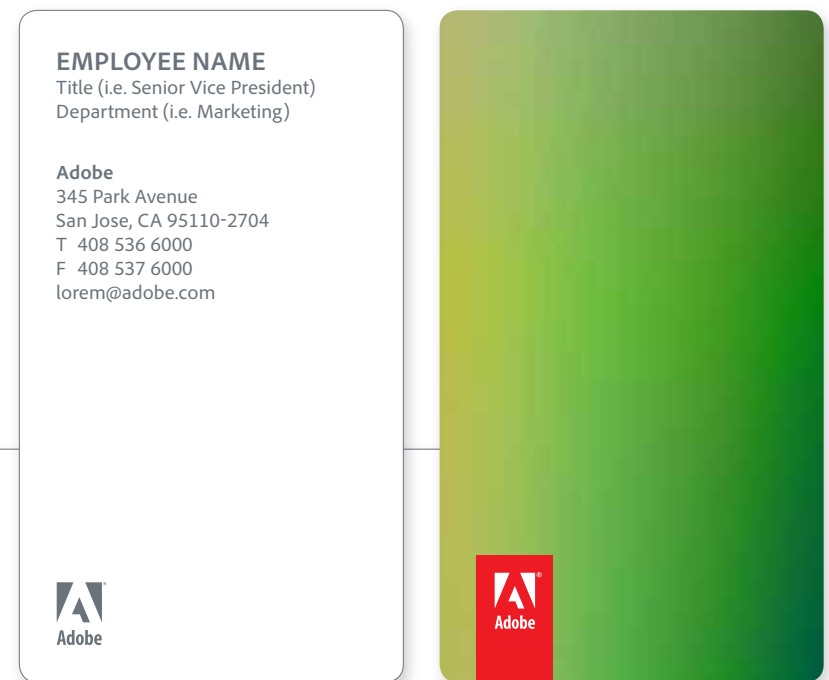 EMPLOYEE NAME
Title (i.e. Senior Vice President)
Department (i.e. Marketing)
Adobe
345 Park Avenue
San Jose, CA 95110-2704
T 408 536 6000
F 408 537 6000
lorem@adobe.com
Adobe
Adobe